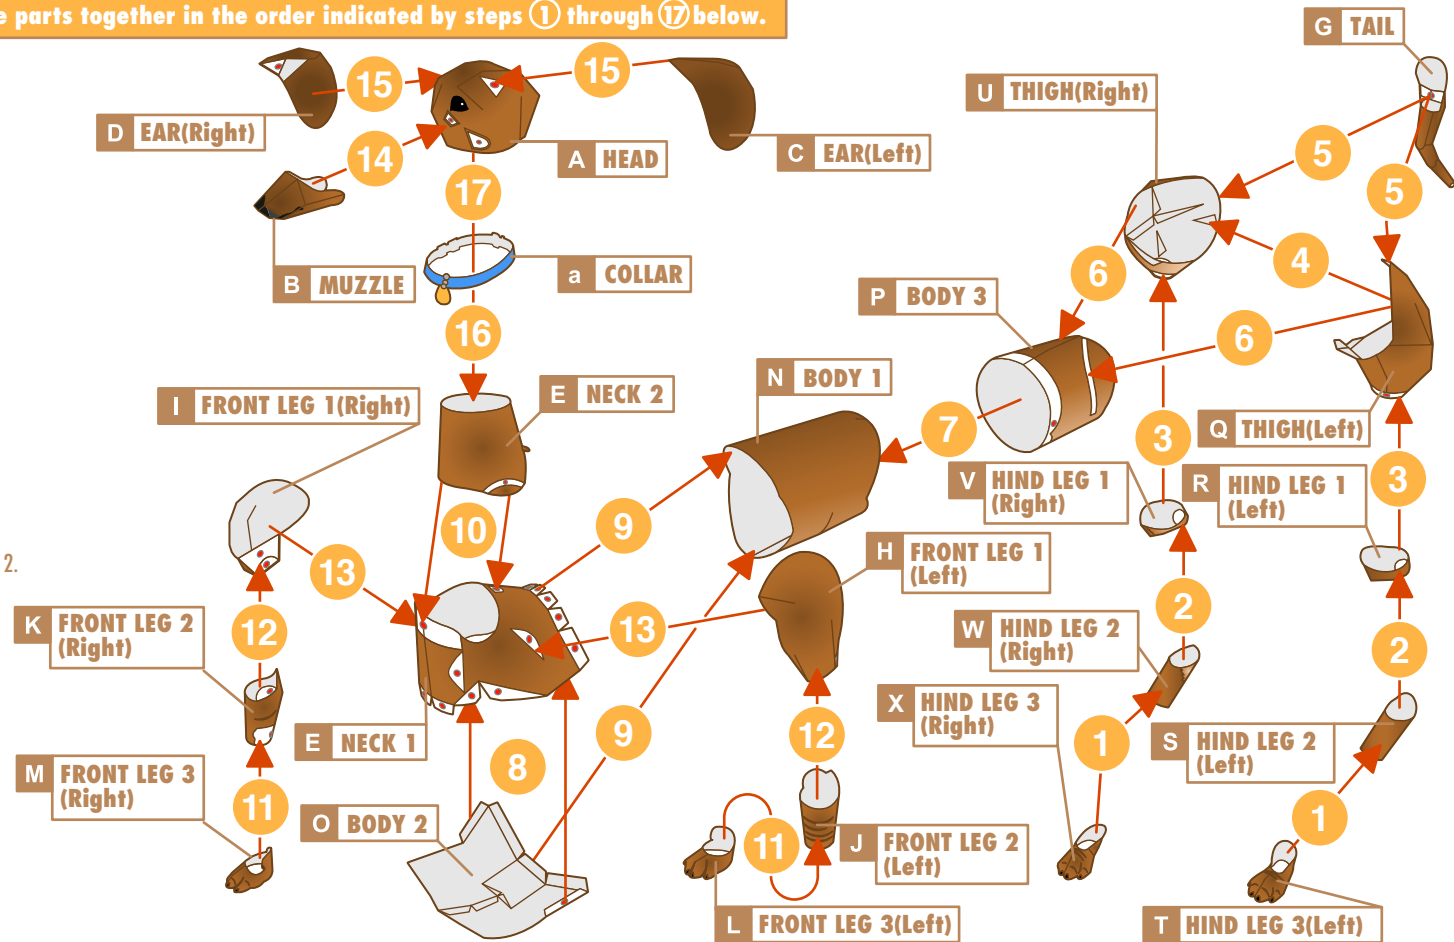 e parts together in the order indicated by steps ① through ⑰ below.
G TAIL
15
15
U THIGH(Right)
D EAR(Right)
14
A HEAD
C EAR(Left)
5
17
5
B MUZZLE
a COLLAR
6
4
P BODY 3
16
6
N BODY 1
I FRONT LEG 1(Right)
E NECK 2
7
3
Q THIGH(Left)
V HIND LEG 1
(Right)
R HIND LEG 1
(Left)
3
10
9
2.
13
H FRONT LEG 1
(Left)
2
K FRONT LEG 2
(Right)
12
13
W HIND LEG 2
(Right)
2
X HIND LEG 3
(Right)
E NECK 1
9
12
1
S HIND LEG 2
(Left)
M FRONT LEG 3
(Right)
8
11
O BODY 2
11
J FRONT LEG 2
(Left)
1
L FRONT LEG 3(Left)
T HIND LEG 3(Left)